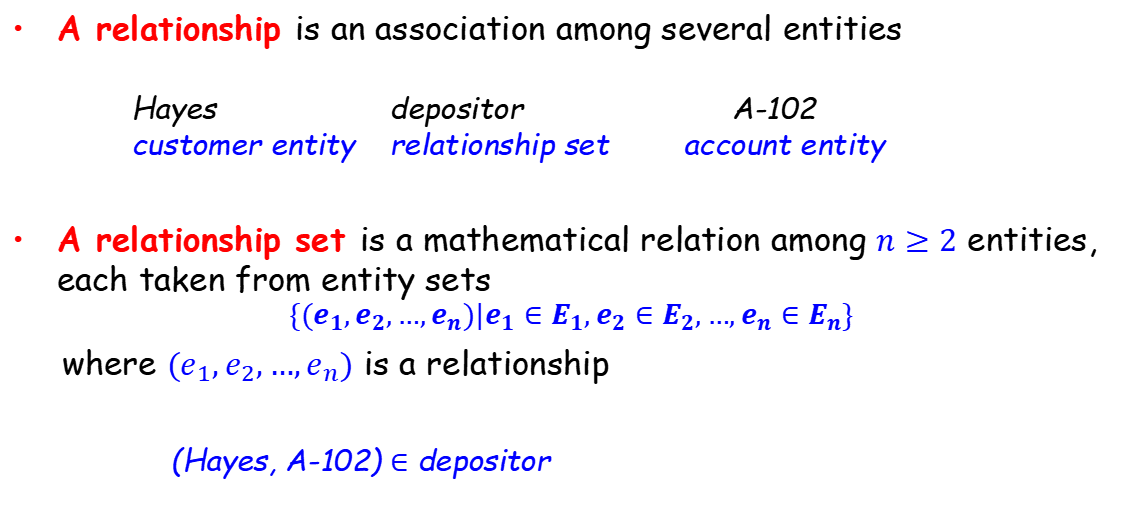 • A relationship is an association among several entities
Hayes depositor A-102
customer entity relationship set account entity
• A relationship set is a mathematical relation among n ≥ 2 entities,
each taken from entity sets
{(e₁, e₂, …, eₙ)|e₁ ∈ E₁, e₂ ∈ E₂, …, eₙ ∈ Eₙ}
where (e₁, e₂, …, eₙ) is a relationship
(Hayes, A-102) ∈ depositor